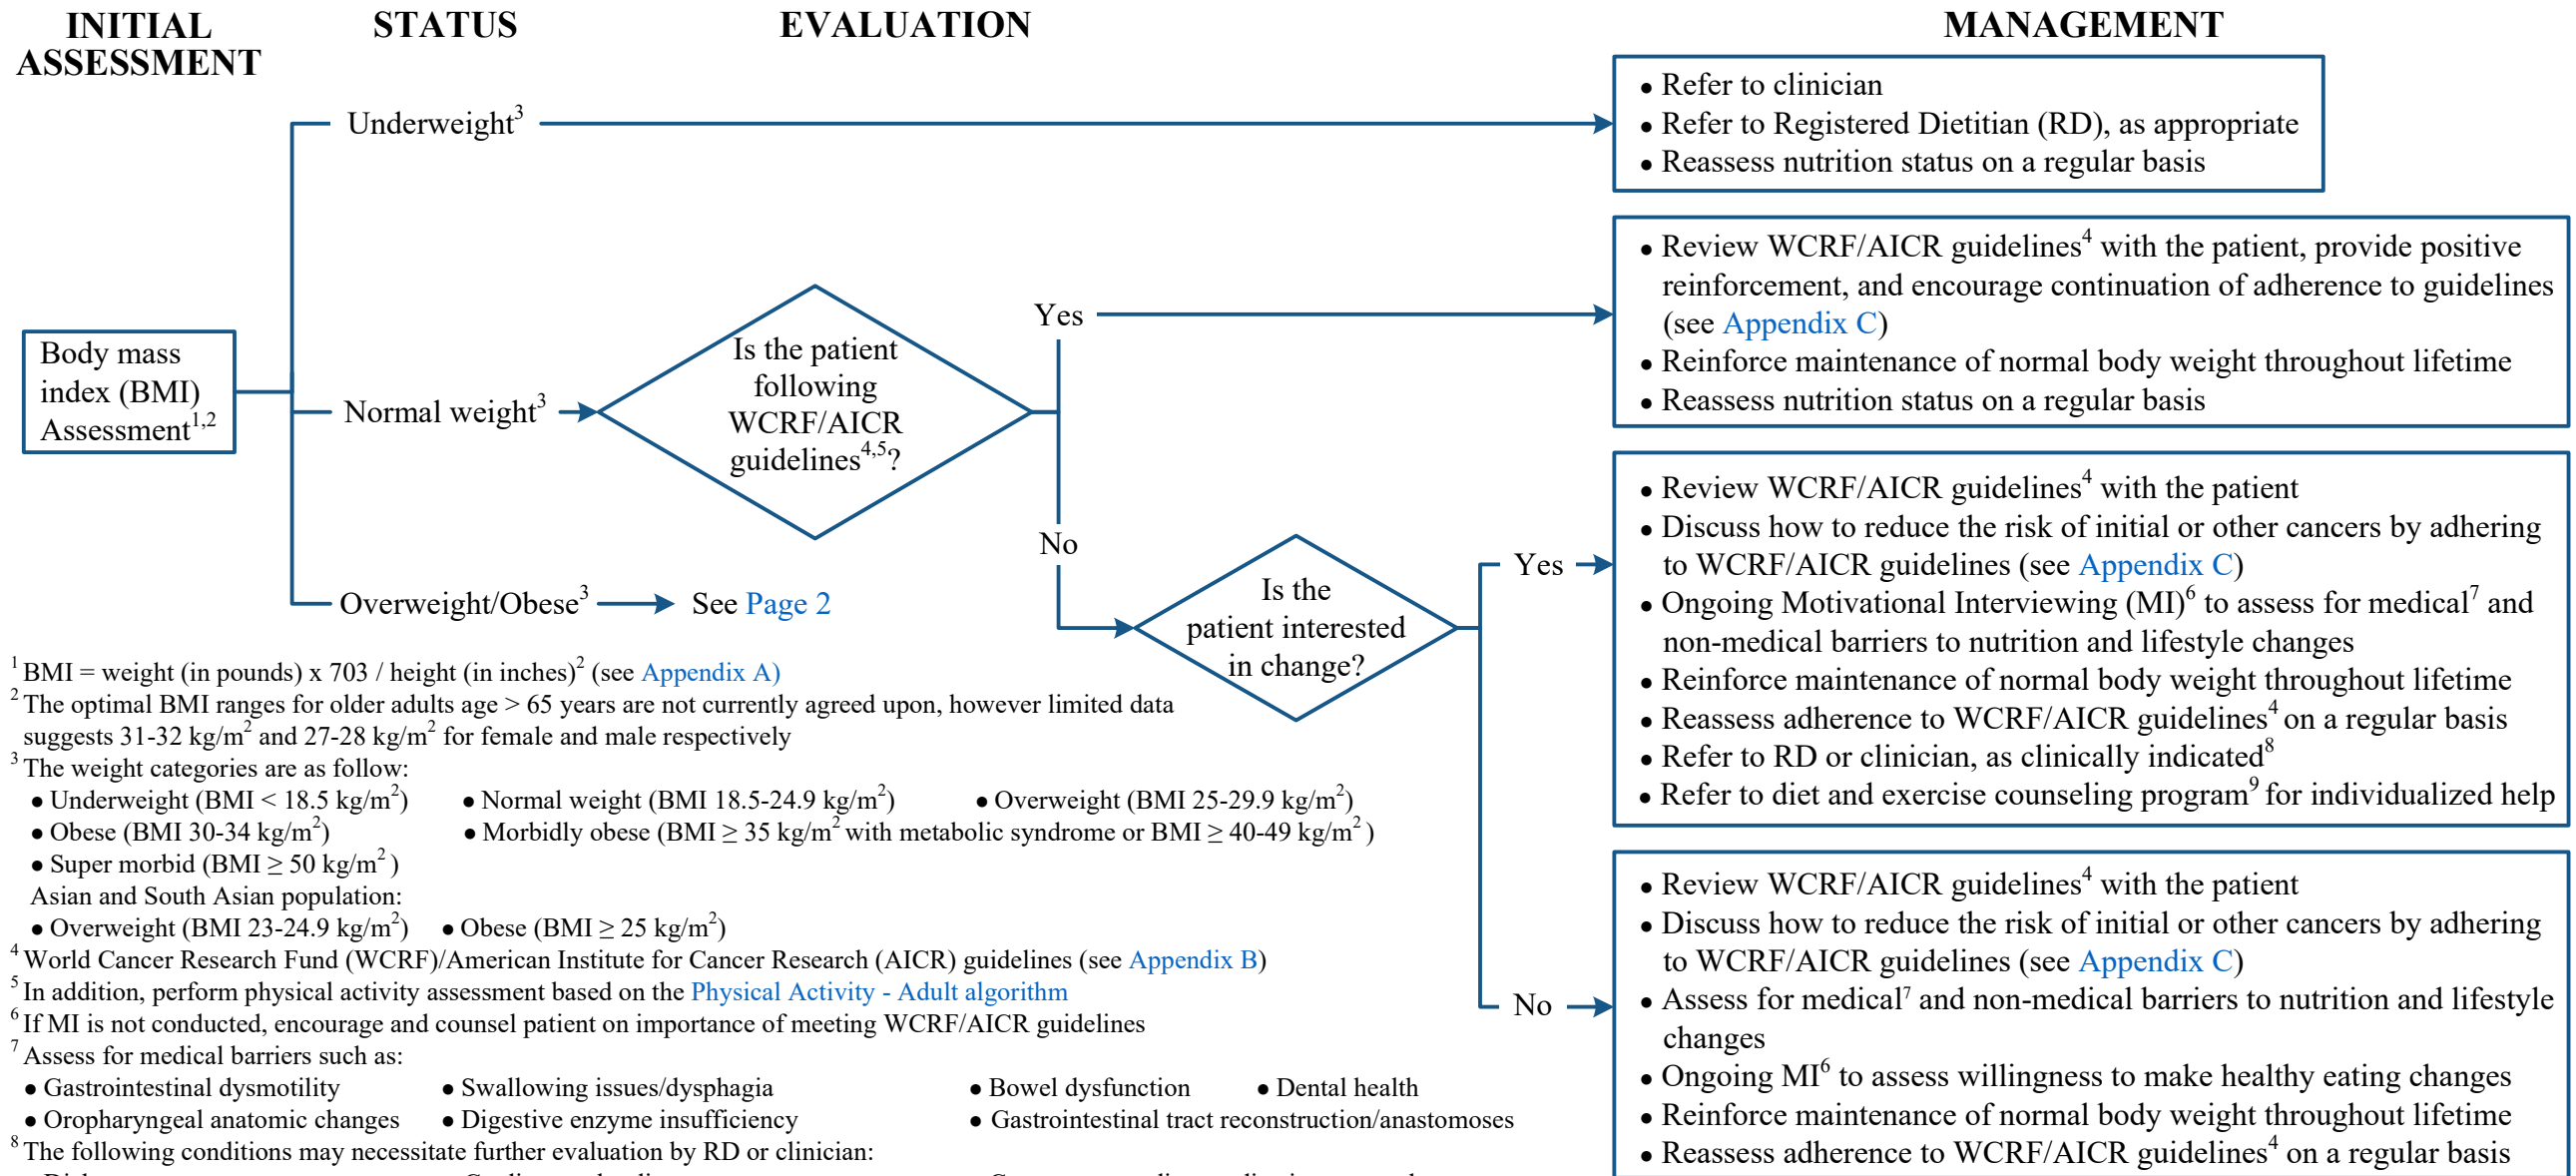 INITIAL
ASSESSMENT
STATUS
EVALUATION
MANAGEMENT
Body mass
index (BMI)
Assessment1,2
Underweight3
• Refer to clinician
• Refer to Registered Dietitian (RD), as appropriate
• Reassess nutrition status on a regular basis
Normal weight3
Is the patient
following
WCRF/AICR
guidelines4,5?
Yes
• Review WCRF/AICR guidelines4 with the patient, provide positive
reinforcement, and encourage continuation of adherence to guidelines
(see Appendix C)
• Reinforce maintenance of normal body weight throughout lifetime
• Reassess nutrition status on a regular basis
No
Is the
patient interested
in change?
Yes
• Review WCRF/AICR guidelines4 with the patient
• Discuss how to reduce the risk of initial or other cancers by adhering
to WCRF/AICR guidelines (see Appendix C)
• Ongoing Motivational Interviewing (MI)6 to assess for medical7 and
non-medical barriers to nutrition and lifestyle changes
• Reinforce maintenance of normal body weight throughout lifetime
• Reassess adherence to WCRF/AICR guidelines4 on a regular basis
• Refer to RD or clinician, as clinically indicated8
• Refer to diet and exercise counseling program9 for individualized help
No
• Review WCRF/AICR guidelines4 with the patient
• Discuss how to reduce the risk of initial or other cancers by adhering
to WCRF/AICR guidelines (see Appendix C)
• Assess for medical7 and non-medical barriers to nutrition and lifestyle
changes
• Ongoing MI6 to assess willingness to make healthy eating changes
• Reinforce maintenance of normal body weight throughout lifetime
• Reassess adherence to WCRF/AICR guidelines4 on a regular basis
Overweight/Obese3
See Page 2
1 BMI = weight (in pounds) x 703 / height (in inches)2 (see Appendix A)
2 The optimal BMI ranges for older adults age > 65 years are not currently agreed upon, however limited data
suggests 31-32 kg/m2 and 27-28 kg/m2 for female and male respectively
3 The weight categories are as follow:
• Underweight (BMI < 18.5 kg/m2) • Normal weight (BMI 18.5-24.9 kg/m2) • Overweight (BMI 25-29.9 kg/m2)
• Obese (BMI 30-34 kg/m2) • Morbidly obese (BMI ≥ 35 kg/m2 with metabolic syndrome or BMI ≥ 40-49 kg/m2 )
• Super morbid (BMI ≥ 50 kg/m2 )
Asian and South Asian population:
• Overweight (BMI 23-24.9 kg/m2) • Obese (BMI ≥ 25 kg/m2)
4 World Cancer Research Fund (WCRF)/American Institute for Cancer Research (AICR) guidelines (see Appendix B)
5 In addition, perform physical activity assessment based on the Physical Activity - Adult algorithm
6 If MI is not conducted, encourage and counsel patient on importance of meeting WCRF/AICR guidelines
7 Assess for medical barriers such as:
• Gastrointestinal dysmotility • Swallowing issues/dysphagia • Bowel dysfunction • Dental health
• Oropharyngeal anatomic changes • Digestive enzyme insufficiency • Gastrointestinal tract reconstruction/anastomoses
8 The following conditions may necessitate further evaluation by RD or clinician: